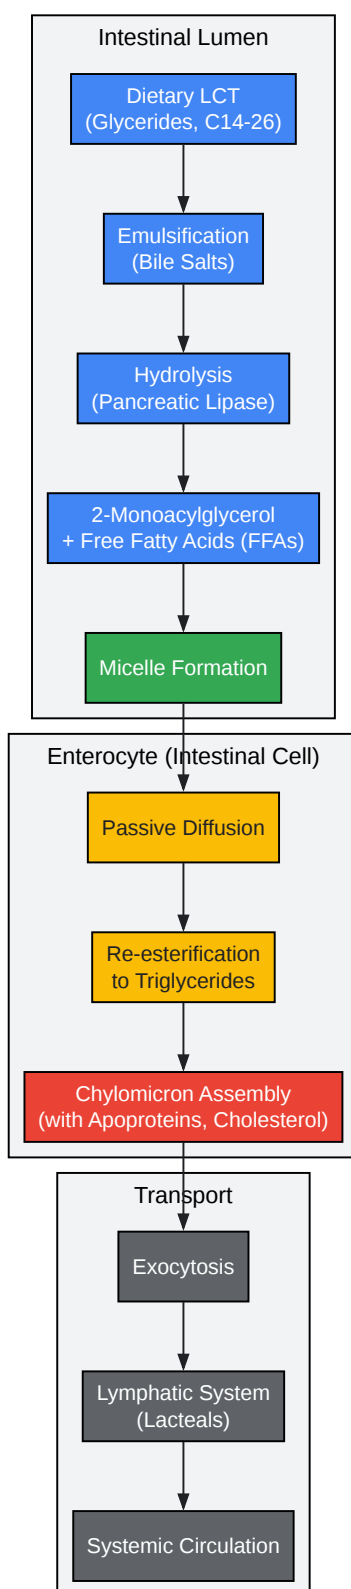 Intestinal Lumen
Dietary LCT
(Glycerides, C14-26)
Emulsification
(Bile Salts)
Hydrolysis
(Pancreatic Lipase)
2-Monoacylglycerol
+ Free Fatty Acids (FFAs)
Micelle Formation
Enterocyte (Intestinal Cell)
Passive Diffusion
Re-esterification
to Triglycerides
Chylomicron Assembly
(with Apoproteins, Cholesterol)
Transport
Exocytosis
Lymphatic System
(Lacteals)
Systemic Circulation